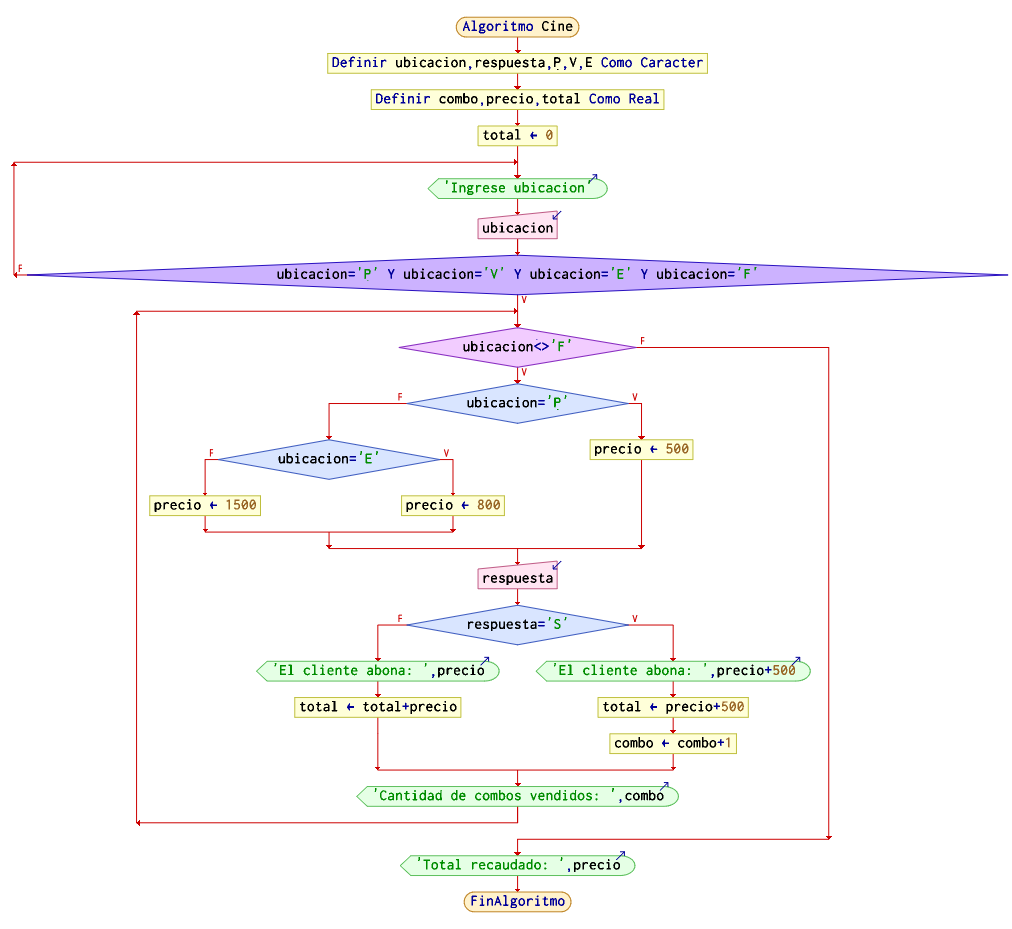 Algoritmo Cine
Definir ubicacion,respuesta,P,V,E Como Caracter
Definir combo,precio,total Como Real
total ← 0
'Ingrese ubicacion'
ubicacion
F
ubicacion='P' Y ubicacion='V' Y ubicacion='E' Y ubicacion='F'
V
ubicacion<>'F'
F
V
F
ubicacion='P'
V
precio ← 500
F
ubicacion='E'
V
precio ← 1500
precio ← 800
respuesta
F
respuesta='S'
V
'El cliente abona: ',precio
'El cliente abona: ',precio+500
total ← total+precio
total ← precio+500
combo ← combo+1
'Cantidad de combos vendidos: ',combo
'Total recaudado: ',precio
FinAlgoritmo